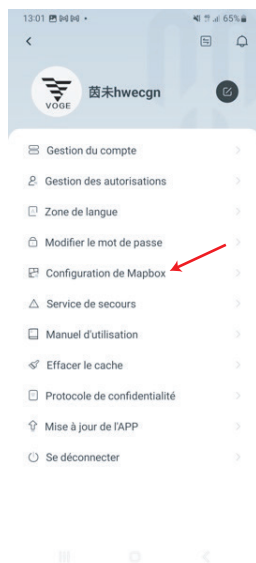 13:01 65%
VOGE
茵未hwecgn
Gestion du compte
Gestion des autorisations
Zone de langue
Modifier le mot de passe
Configuration de Mapbox
Service de secours
Manuel d'utilisation
Effacer le cache
Protocole de confidentialité
Mise à jour de l'APP
Se déconnecter